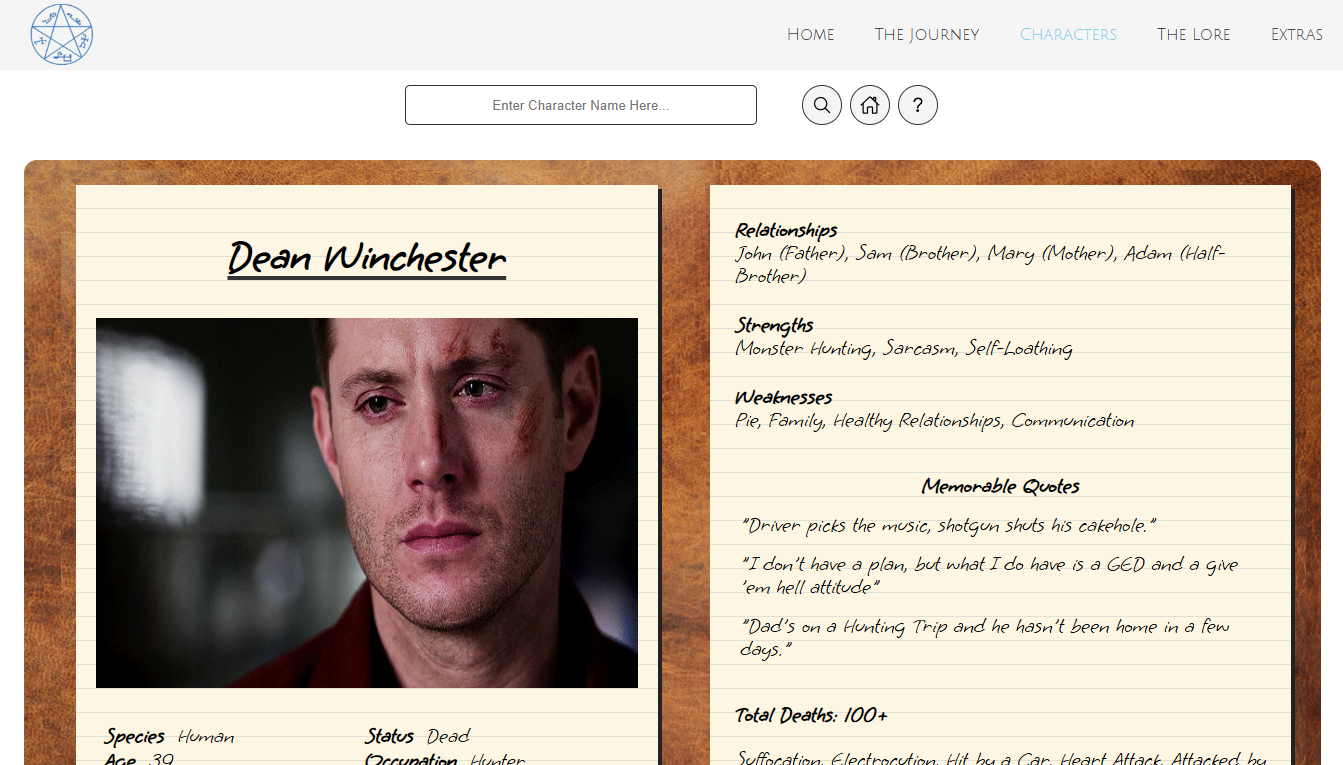 Home The Journey Characters The Lore Extras
Enter Character Name Here...
?
Dean Winchester
Species Human Status Dead
Age 39 Occupation Hunter
Relationships
John (Father), Sam (Brother), Mary (Mother), Adam (Half-
Brother)
Strengths
Monster Hunting, Sarcasm, Self-Loathing
Weaknesses
Pie, Family, Healthy Relationships, Communication
Memorable Quotes
"Driver picks the music, shotgun shuts his cakehole."
"I don't have a plan, but what I do have is a GED and a give
'em hell attitude"
"Dad's on a Hunting Trip and he hasn't been home in a few
days."
Total Deaths: 100+
Suffocation, Electrocution, Hit by a Car, Heart Attack, Attacked by